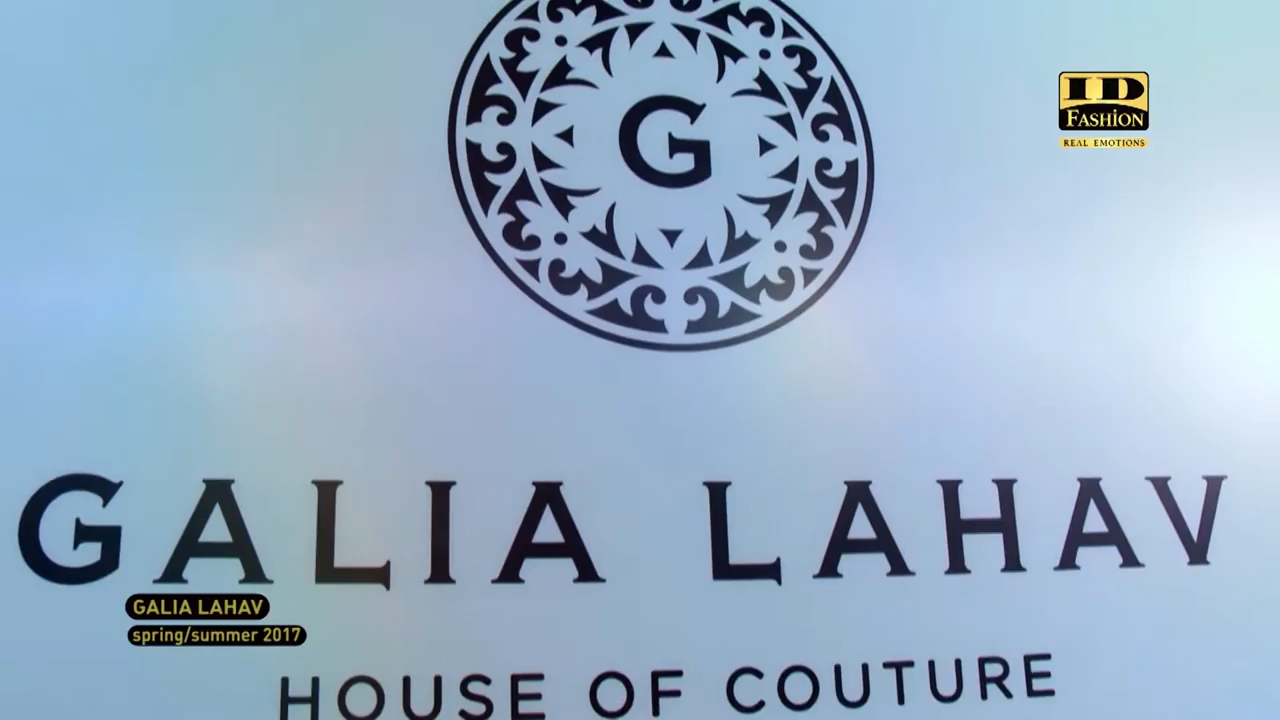 G
ID
FASHION
REAL EMOTIONS
GALIA LAHAV
GALIA LAHAV
spring/summer 2017
HOUSE OF COUTURE